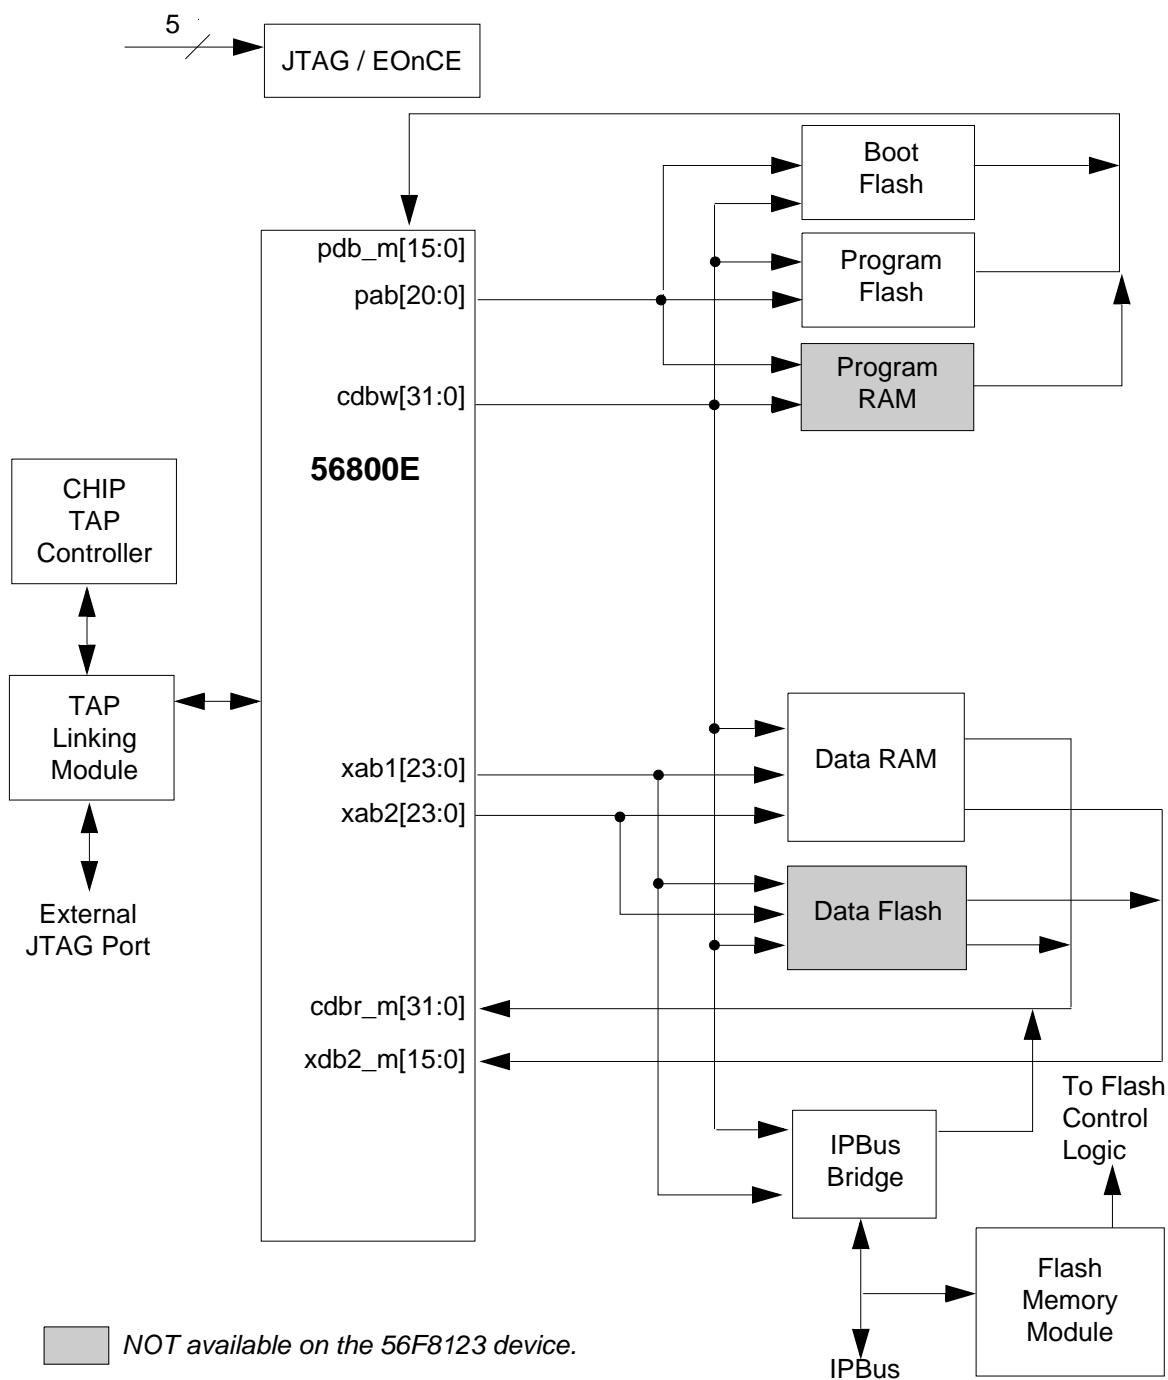 5
JTAG / EOnCE
Boot
Flash
pdb_m[15:0]
Program
Flash
pab[20:0]
Program
RAM
cdbw[31:0]
56800E
CHIP
TAP
Controller
TAP
Linking
Module
xab1[23:0]
Data RAM
xab2[23:0]
Data Flash
External
JTAG Port
cdbr_m[31:0]
xdb2_m[15:0]
To Flash
Control
Logic
IPBus
Bridge
Flash
Memory
Module
NOT available on the 56F8123 device.
IPBus